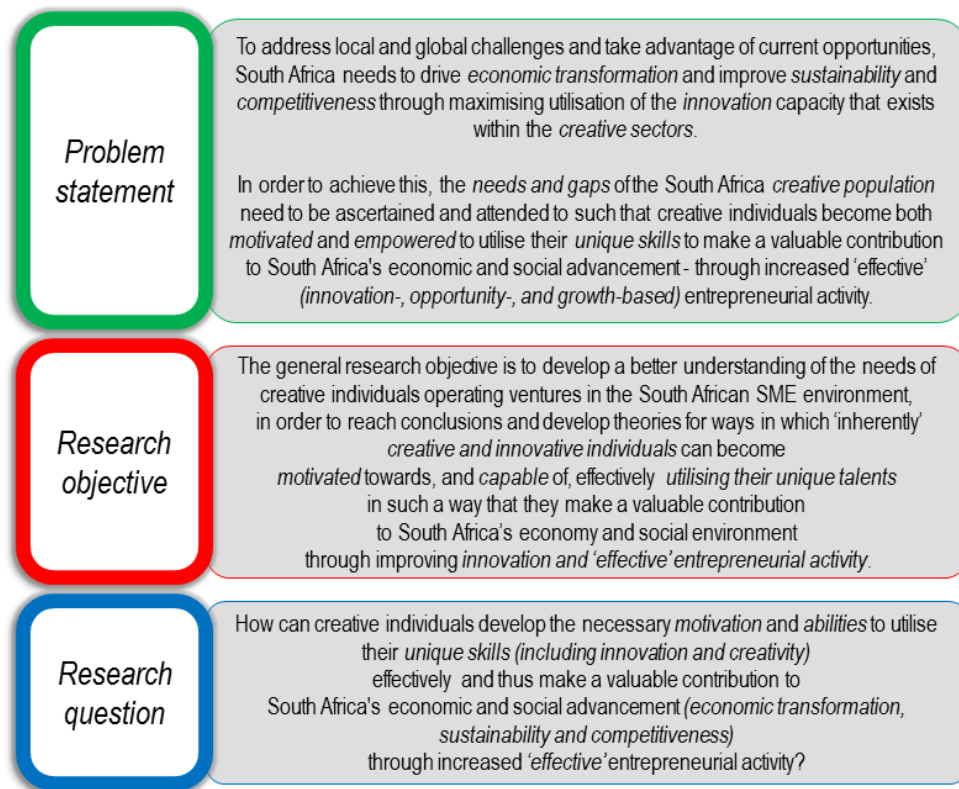 Problem
statement
To address local and global challenges and take advantage of current opportunities,
South Africa needs to drive economic transformation and improve sustainability and
competitiveness through maximising utilisation of the innovation capacity that exists
within the creative sectors.
In order to achieve this, the needs and gaps of the South Africa creative population
need to be ascertained and attended to such that creative individuals become both
motivated and empowered to utilise their unique skills to make a valuable contribution
to South Africa's economic and social advancement - through increased ‘effective’
(innovation-, opportunity-, and growth-based) entrepreneurial activity.
Research
objective
The general research objective is to develop a better understanding of the needs of
creative individuals operating ventures in the South African SME environment,
in order to reach conclusions and develop theories for ways in which ‘inherently’
creative and innovative individuals can become
motivated towards, and capable of, effectively utilising their unique talents
in such a way that they make a valuable contribution
to South Africa’s economy and social environment
through improving innovation and ‘effective’ entrepreneurial activity.
Research
question
How can creative individuals develop the necessary motivation and abilities to utilise
their unique skills (including innovation and creativity)
effectively and thus make a valuable contribution to
South Africa's economic and social advancement (economic transformation,
sustainability and competitiveness)
through increased ‘effective’ entrepreneurial activity?